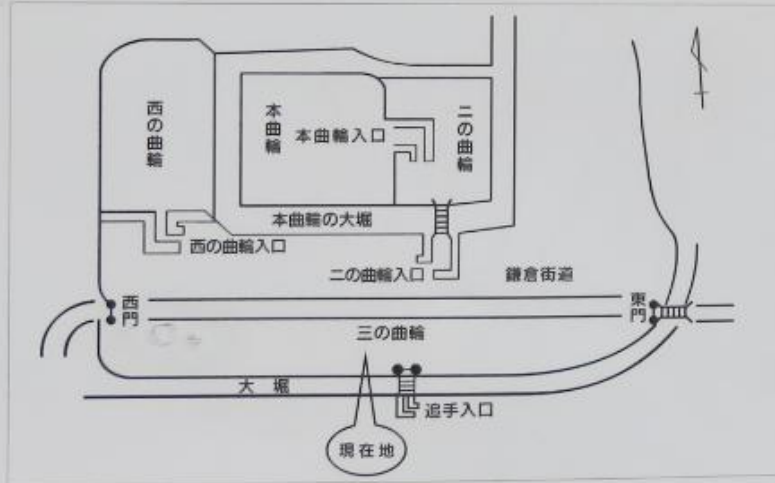 西の曲輪
本曲輪
本曲輪入口
二の曲輪
本曲輪の大堀
西の曲輪入口
二の曲輪入口
鎌倉街道
西門
東門
三の曲輪
大堀
追手入口
現在地